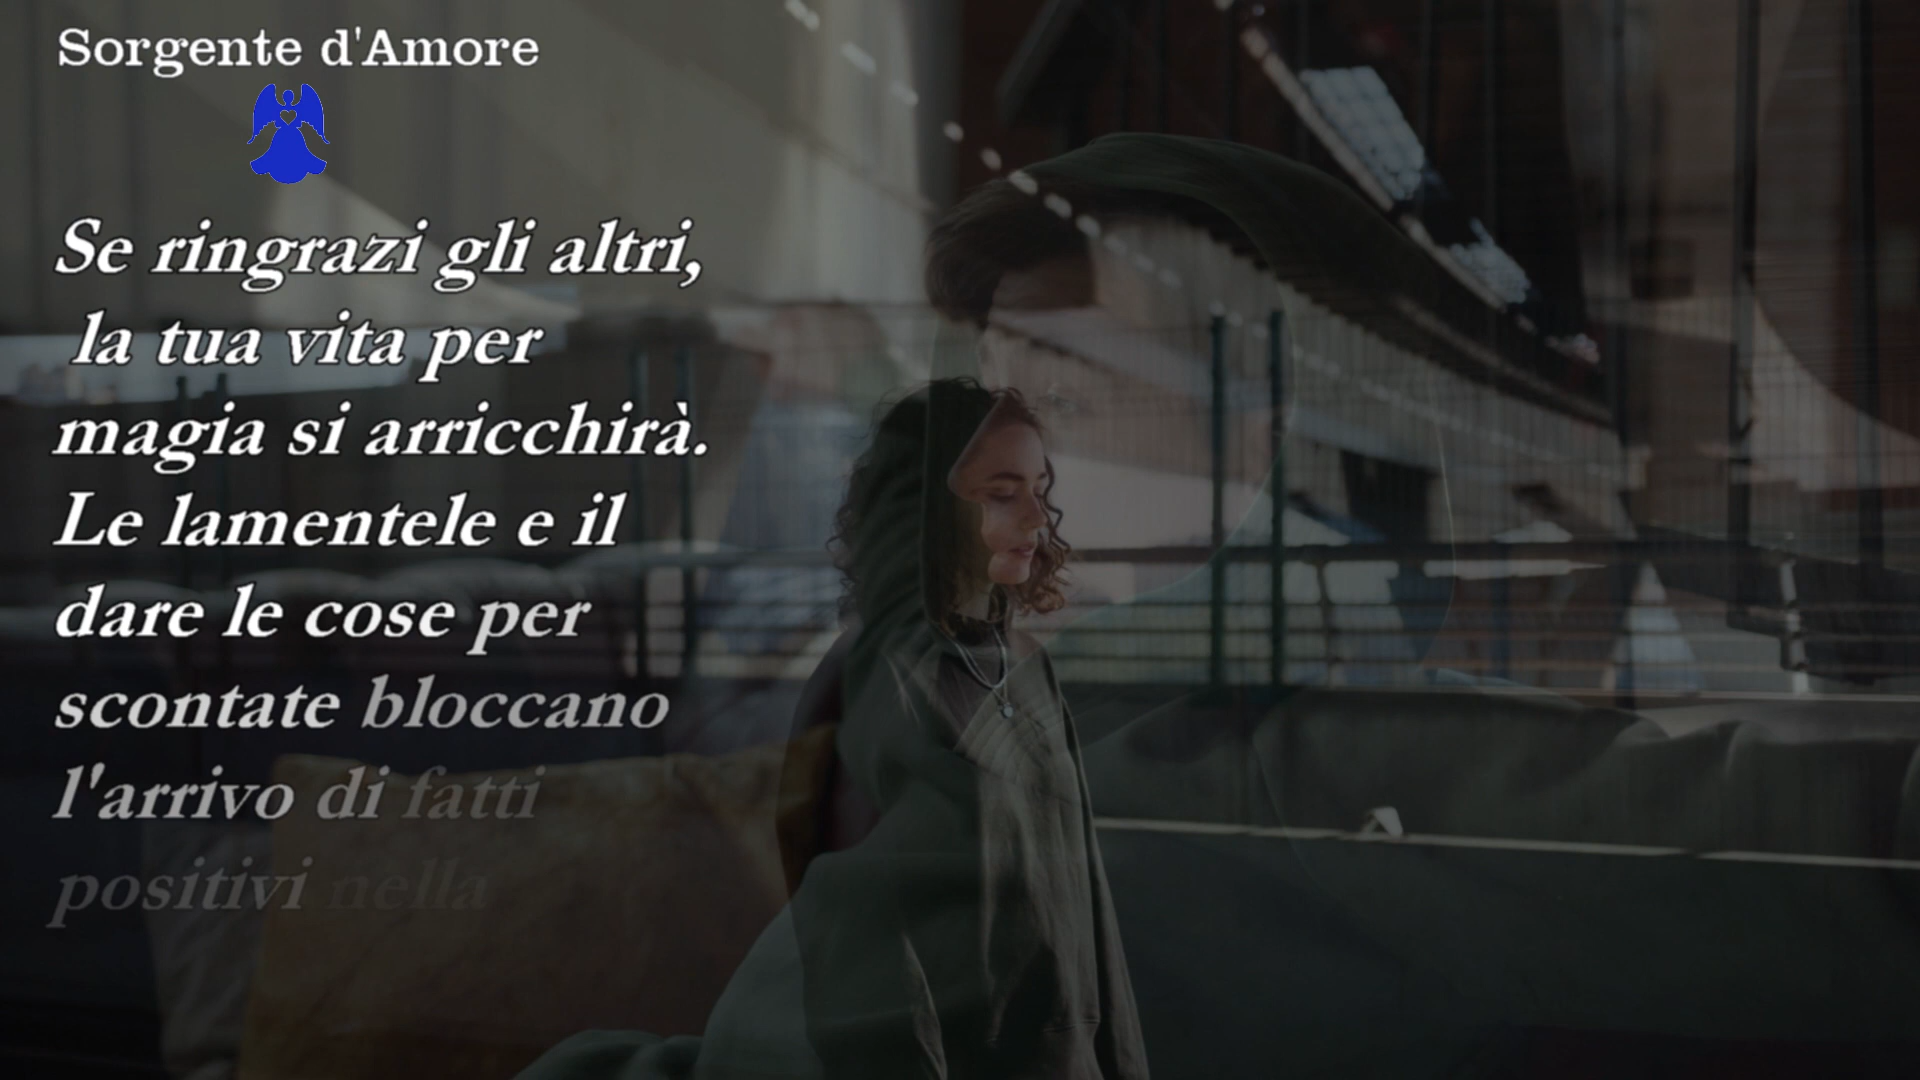 Sorgente d'Amore
Se ringrazi gli altri,
la tua vita per
magia si arricchirà.
Le lamentele e il
dare le cose per
scontate bloccano
l'arrivo di fatti
positivi nella